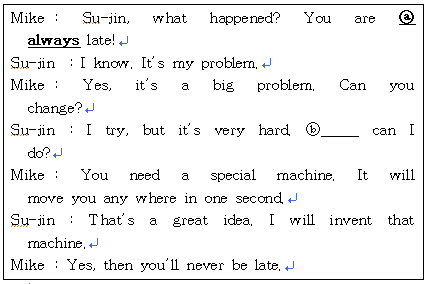 Mike : Su-jin, what happened? You are ⓐ
always late!
Su-jin : I know. It's my problem.
Mike : Yes, it's a big problem. Can you
change?
Su-jin : I try, but it's very hard. ⓑ_____ can I
do?
Mike : You need a special machine. It will
move you any where in one second.
Su-jin : That's a great idea. I will invent that
machine.
Mike : Yes, then you'll never be late.